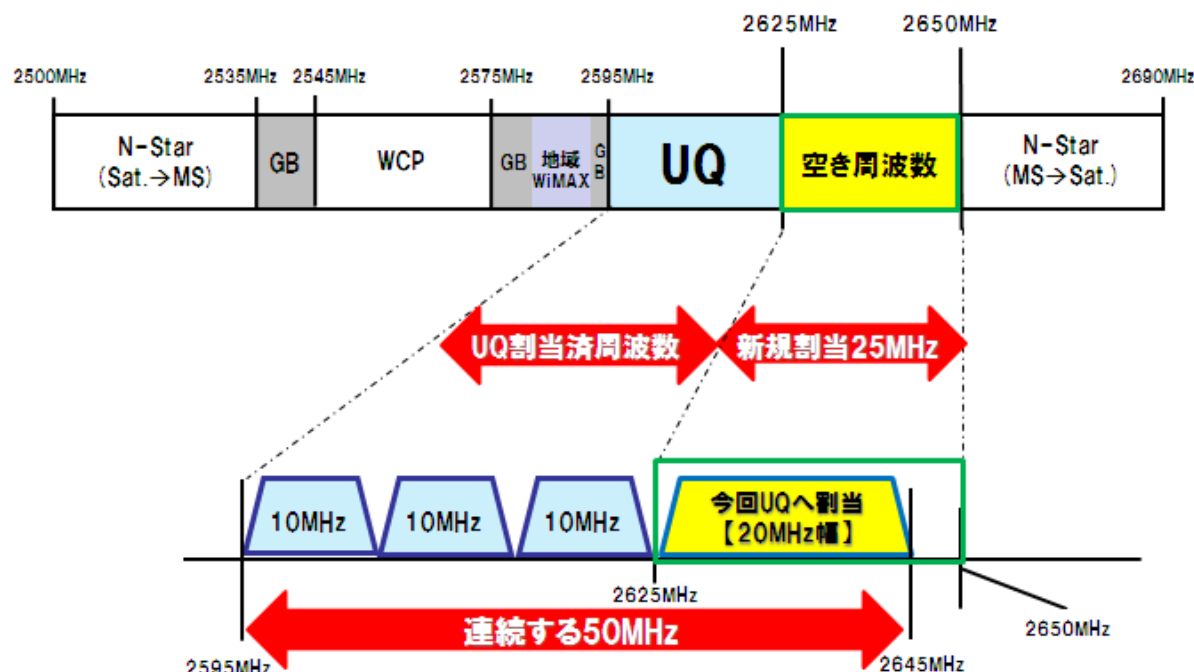 2625MHz
2650MHz
2500MHz
2535MHz
2545MHz
2575MHz
2595MHz
2690MHz
N-Star
(Sat.→MS)
GB
WCP
GB
地域
WiMAX
G
B
UQ
空き周波数
N-Star
(MS→Sat.)
UQ割当済周波数
新規割当25MHz
10MHz
10MHz
10MHz
今回UQへ割当
【20MHz幅】
2625MHz
連続する50MHz
2650MHz
2595MHz
2645MHz